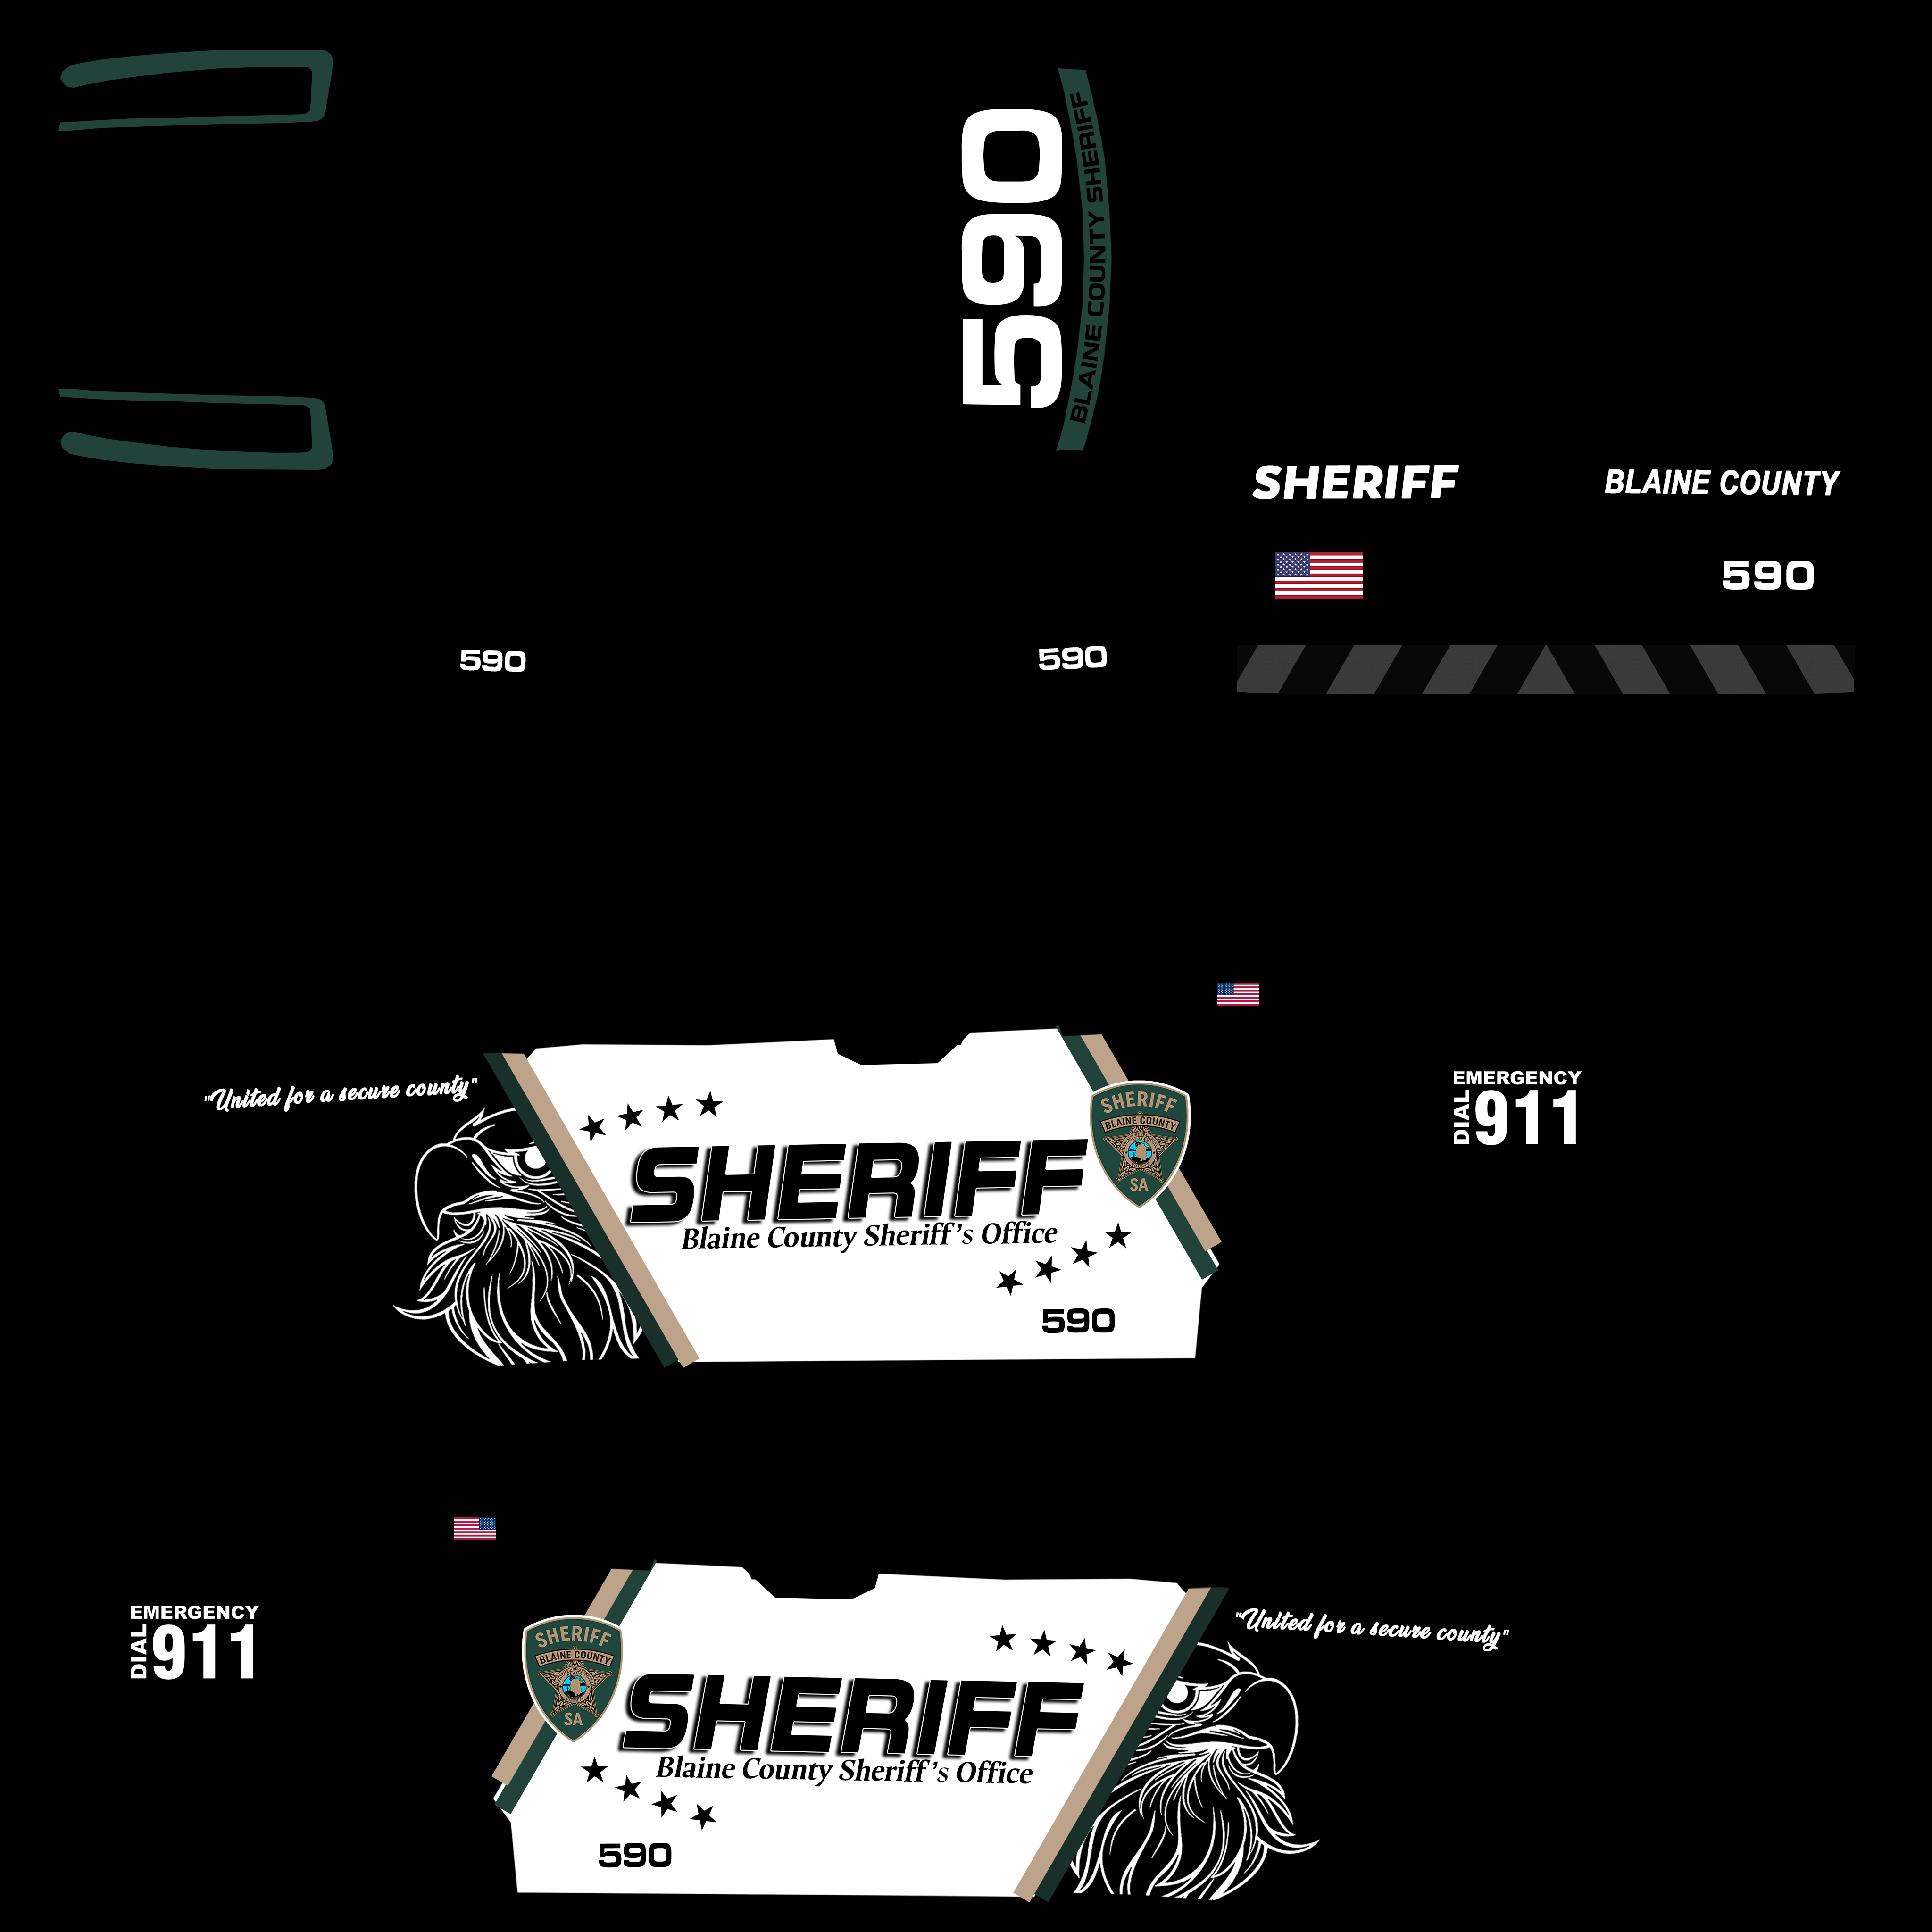 590
BLAINE COUNTY SHERIFF
SHERIFF
BLAINE COUNTY
590
590
590
"United for a secure county"
EMERGENCY
DIAL
911
SHERIFF
BLAINE COUNTY
SA
SHERIFF
Blaine County Sheriff's Office
590
EMERGENCY
DIAL
911
"United for a secure county"
SHERIFF
BLAINE COUNTY
SA
SHERIFF
Blaine County Sheriff's Office
590